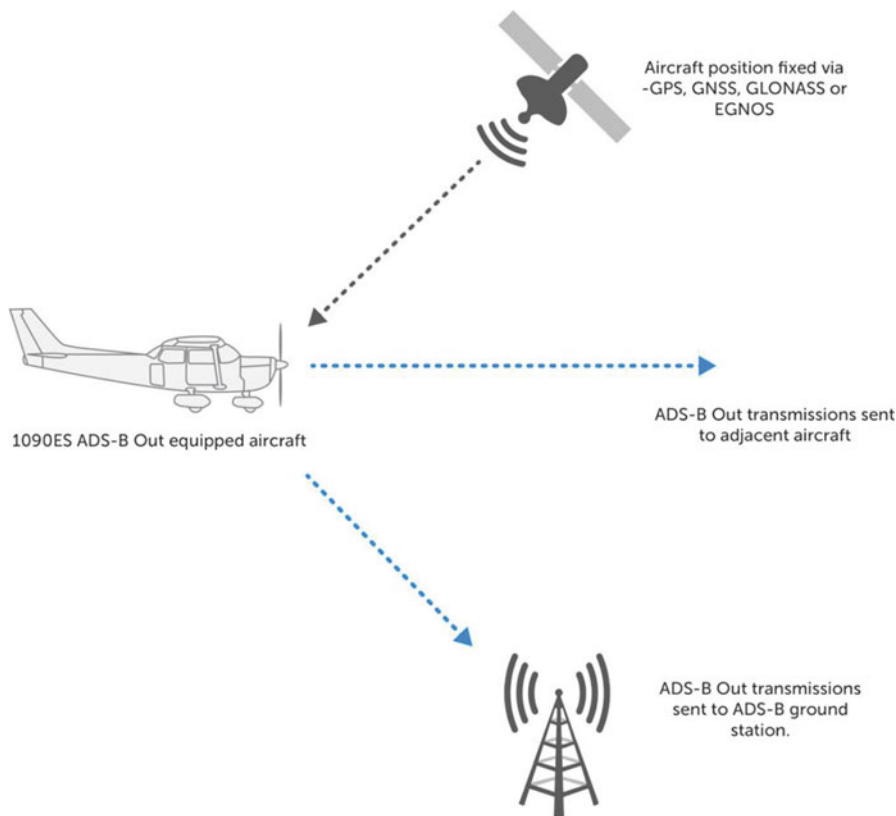 Aircraft position fixed via
-GPS, GNSS, GLONASS or
EGNOS
1090ES ADS-B Out equipped aircraft
ADS-B Out transmissions sent
to adjacent aircraft
ADS-B Out transmissions
sent to ADS-B ground
station.